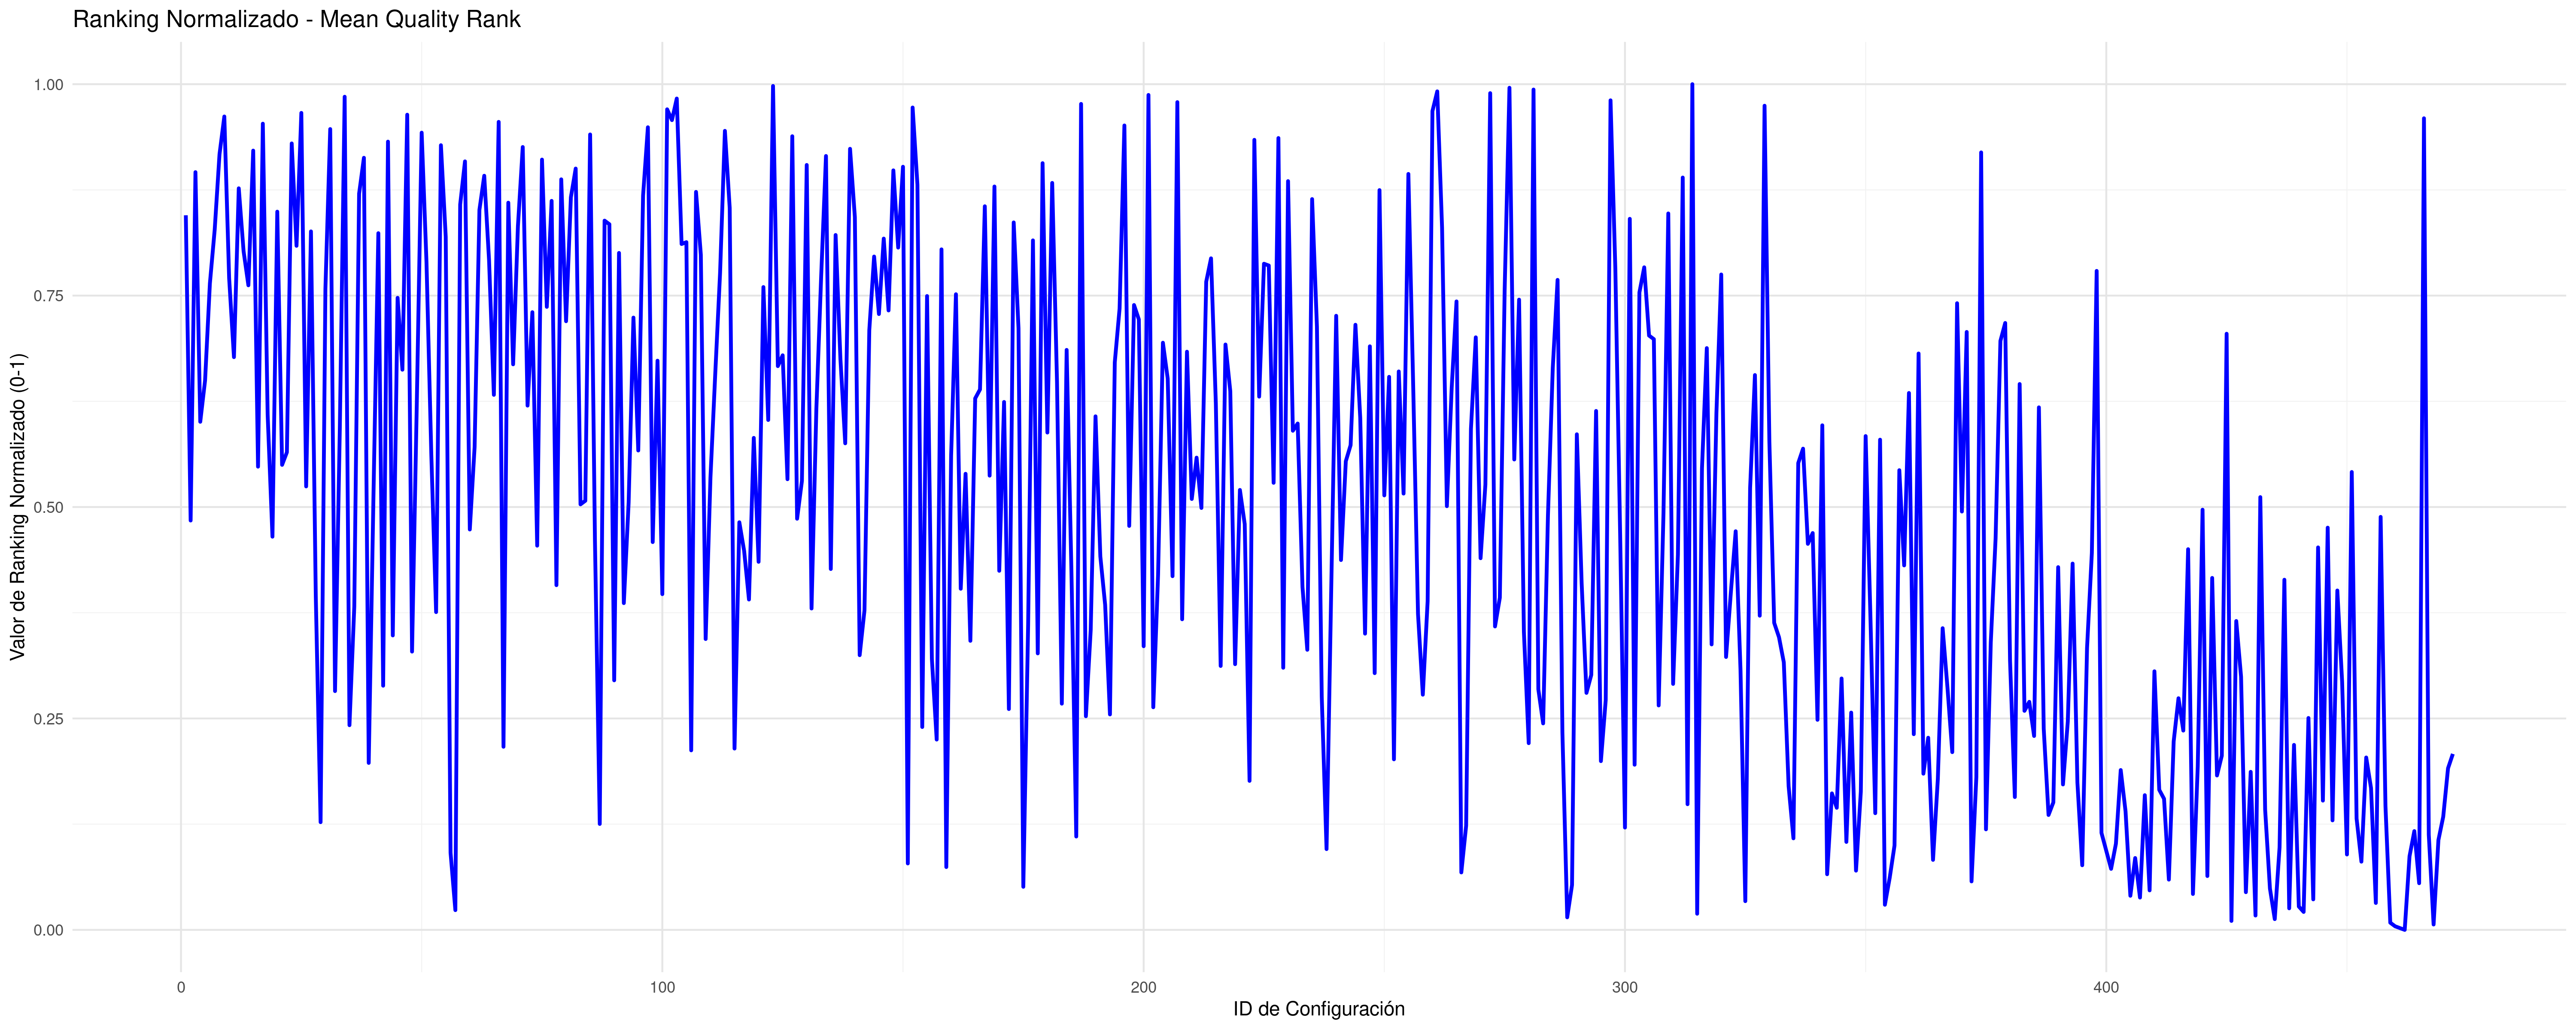 Ranking Normalizado - Mean Quality Rank
Valor de Ranking Normalizado (0-1)
1.00
0.75
0.50
0.25
0.00
0 100 200 300 400
ID de Configuración